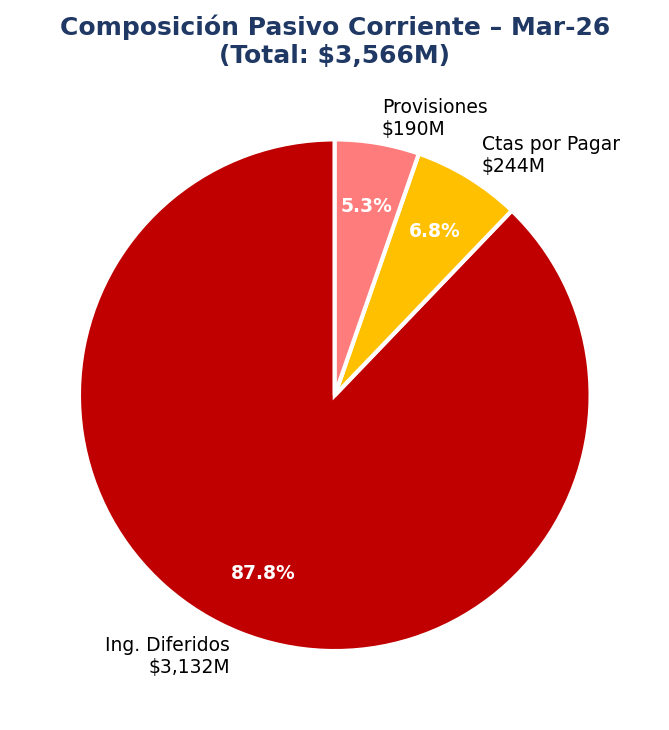 Composición Pasivo Corriente – Mar-26
(Total: $3,566M)
Provisiones
$190M
Ctas por Pagar
$244M
5.3%
6.8%
87.8%
Ing. Diferidos
$3,132M